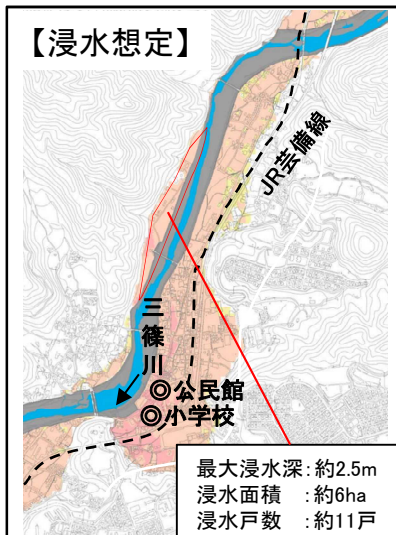 【浸水想定】
JR芸備線
三篠川
◎公民館
◎小学校
最大浸水深：約2.5m
浸水面積　：約6ha
浸水戸数　：約11戸